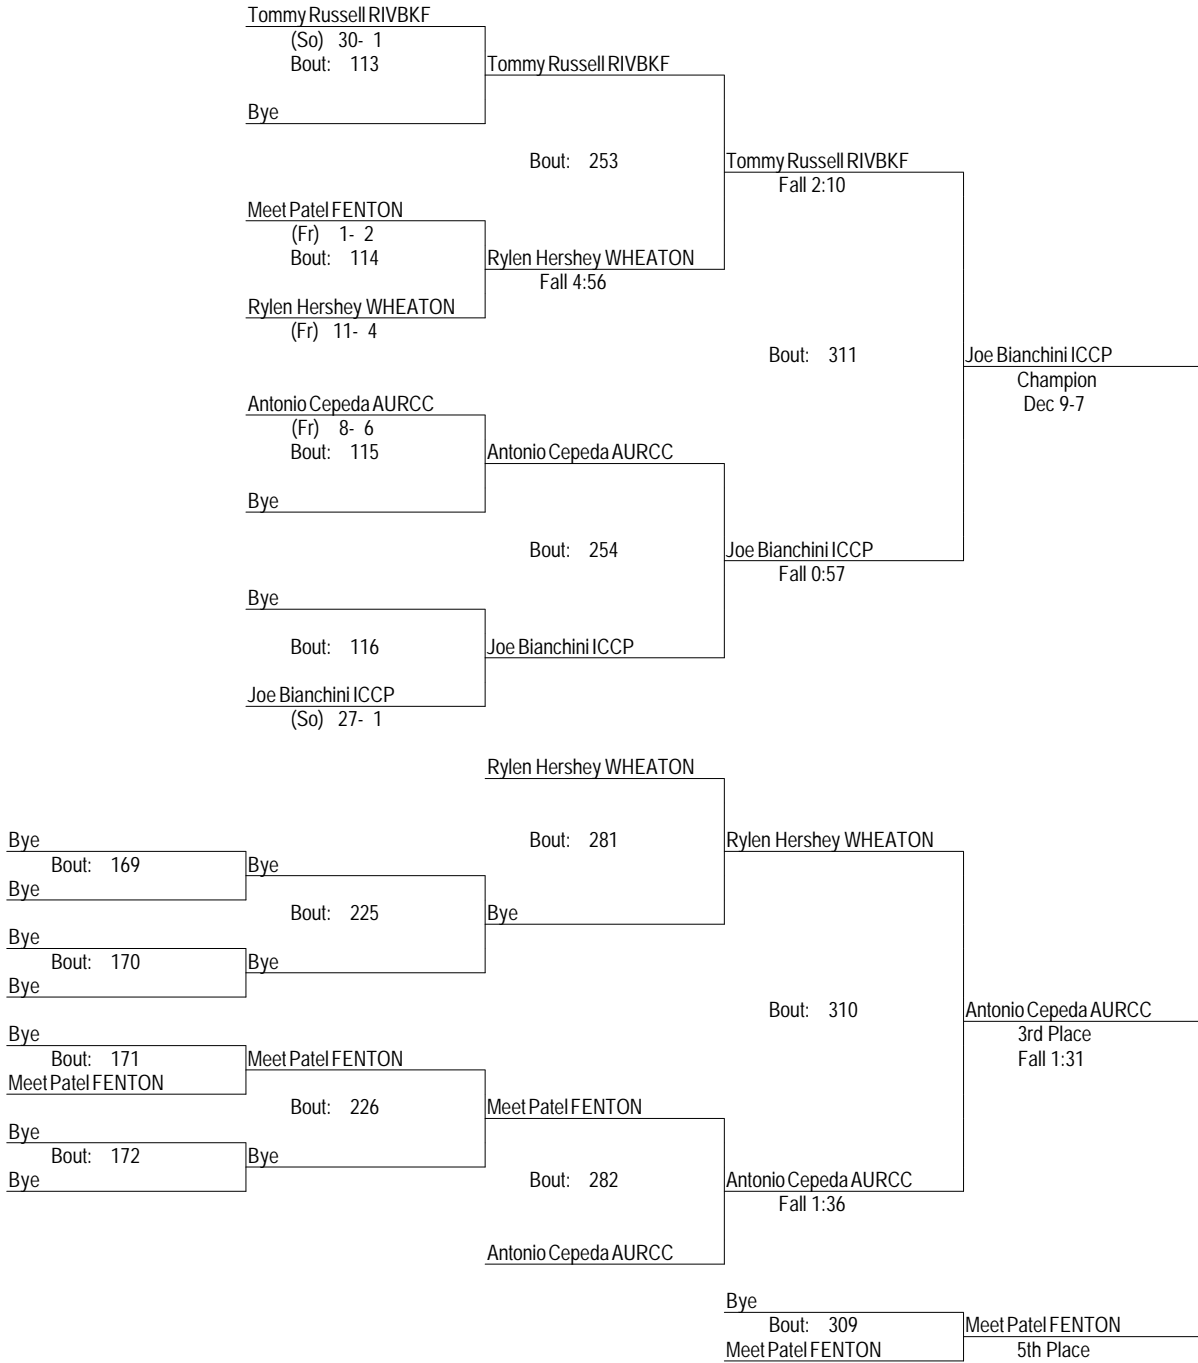 Tommy Russell RIVBKF
(So) 30- 1
Bout: 113
Tommy Russell RIVBKF
Bye
Bout: 253
Tommy Russell RIVBKF
Fall 2:10
Meet Patel FENTON
(Fr) 1- 2
Bout: 114
Rylen Hershey WHEATON
Fall 4:56
Rylen Hershey WHEATON
(Fr) 11- 4
Bout: 311
Joe Bianchini ICCP
Champion
Dec 9-7
Antonio Cepeda AURCC
(Fr) 8- 6
Bout: 115
Antonio Cepeda AURCC
Bye
Bout: 254
Joe Bianchini ICCP
Fall 0:57
Bye
Bout: 116
Joe Bianchini ICCP
Joe Bianchini ICCP
(So) 27- 1
Rylen Hershey WHEATON
Bout: 281
Rylen Hershey WHEATON
Bye
Bout: 169
Bye
Bye
Bout: 225
Bye
Bye
Bout: 170
Bye
Bye
Bout: 310
Antonio Cepeda AURCC
3rd Place
Fall 1:31
Bye
Bout: 171
Meet Patel FENTON
Meet Patel FENTON
Bout: 226
Meet Patel FENTON
Bye
Bout: 172
Bye
Bye
Bout: 282
Antonio Cepeda AURCC
Fall 1:36
Antonio Cepeda AURCC
Bye
Bout: 309
Meet Patel FENTON
Meet Patel FENTON
5th Place